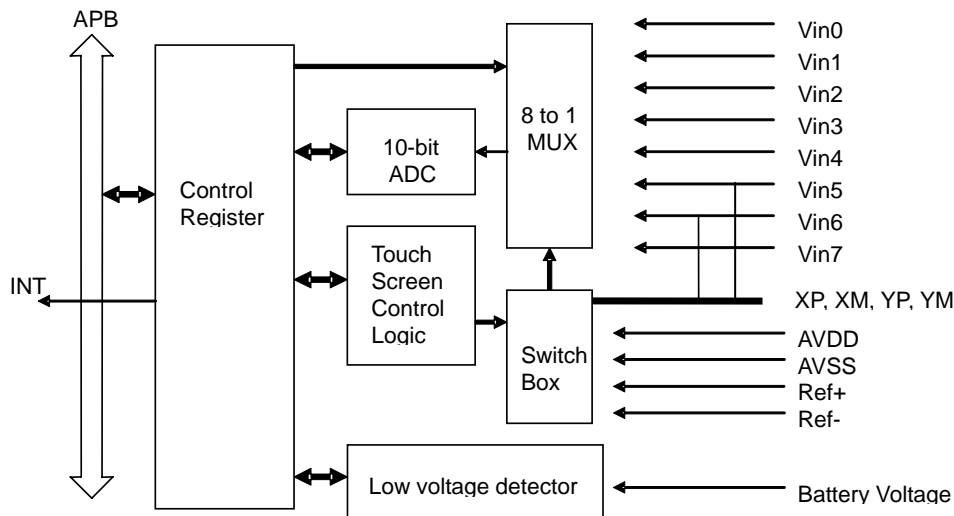 APB
Vin0
Vin1
Vin2
Vin3
Vin4
Vin5
Vin6
Vin7
8 to 1
MUX
10-bit
ADC
Control
Register
Touch
Screen
Control
Logic
INT
XP, XM, YP, YM
AVDD
AVSS
Ref+
Ref-
Switch
Box
Low voltage detector
Battery Voltage